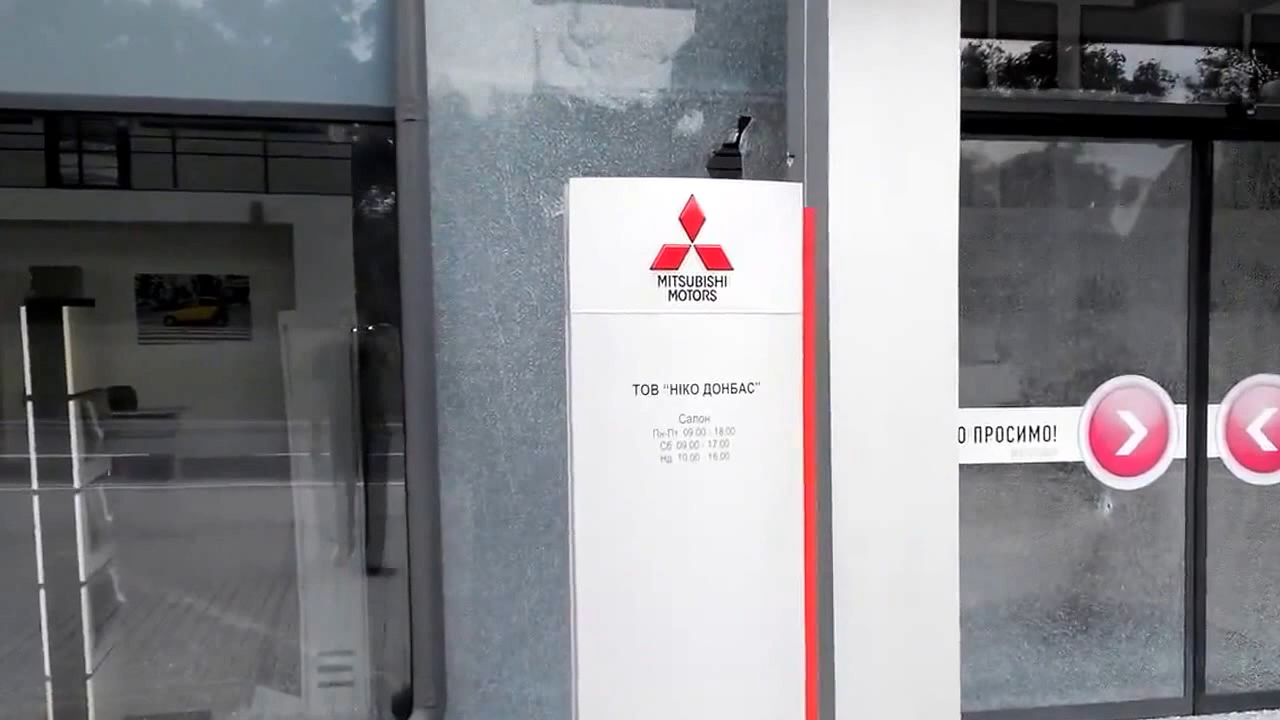 MITSUBISHI
MOTORS
ТОВ "НІКО ДОНБАС"
Салон
Пн-Пт 09.00 - 18.00
Сб 09.00 - 17.00
Нд 10.00 - 16.00
О ПРОСИМО!